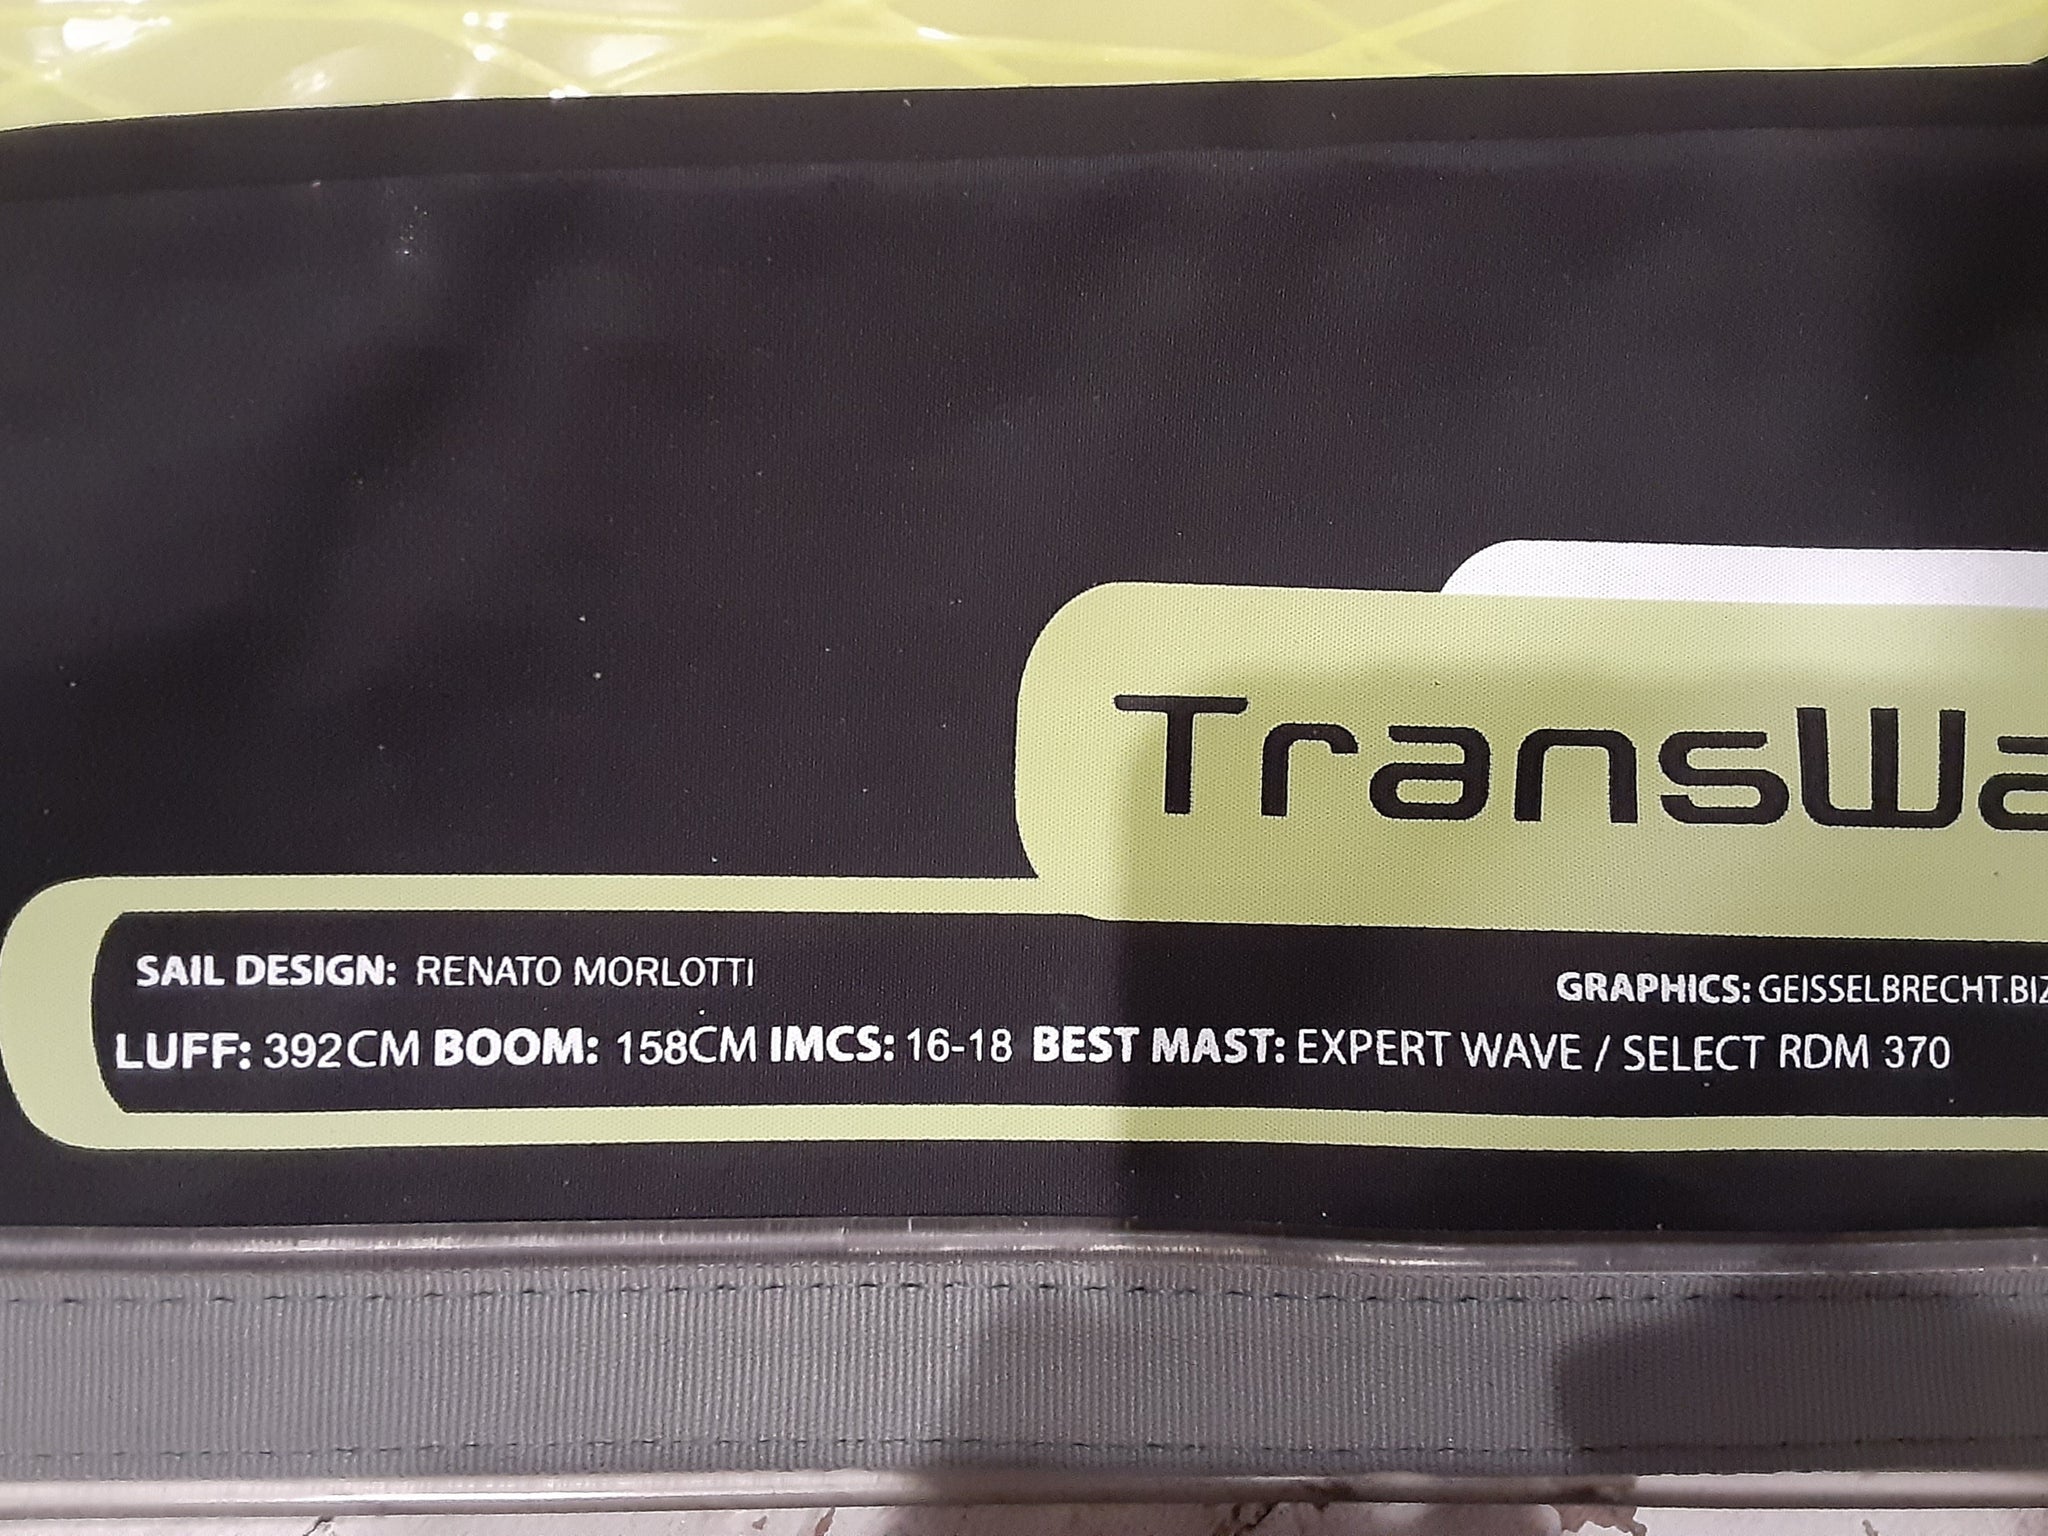 TransWa
SAIL DESIGN: RENATO MORLOTTI GRAPHICS: GEISSELBRECHT.BIZ
LUFF: 392CM BOOM: 158CM IMCS: 16-18 BEST MAST: EXPERT WAVE / SELECT RDM 370